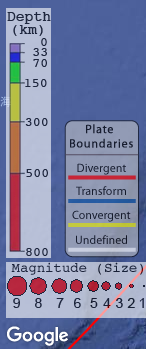 Depth
(km)
0
33
70
150
300
500
800
海
Plate
Boundaries
Divergent
Transform
Convergent
Undefined
Magnitude (Size)
9 8 7 6 5 4 3 2 1
Google